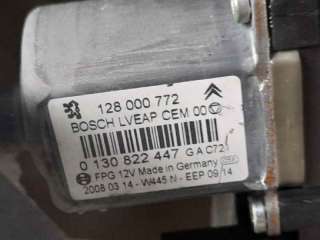 128 000 772
BOSCH LVEAP CEM 00
0 130 822 447 G A C72
FPG 12V Made in Germany
2008 03 14 - W445 N - EEP 09/14